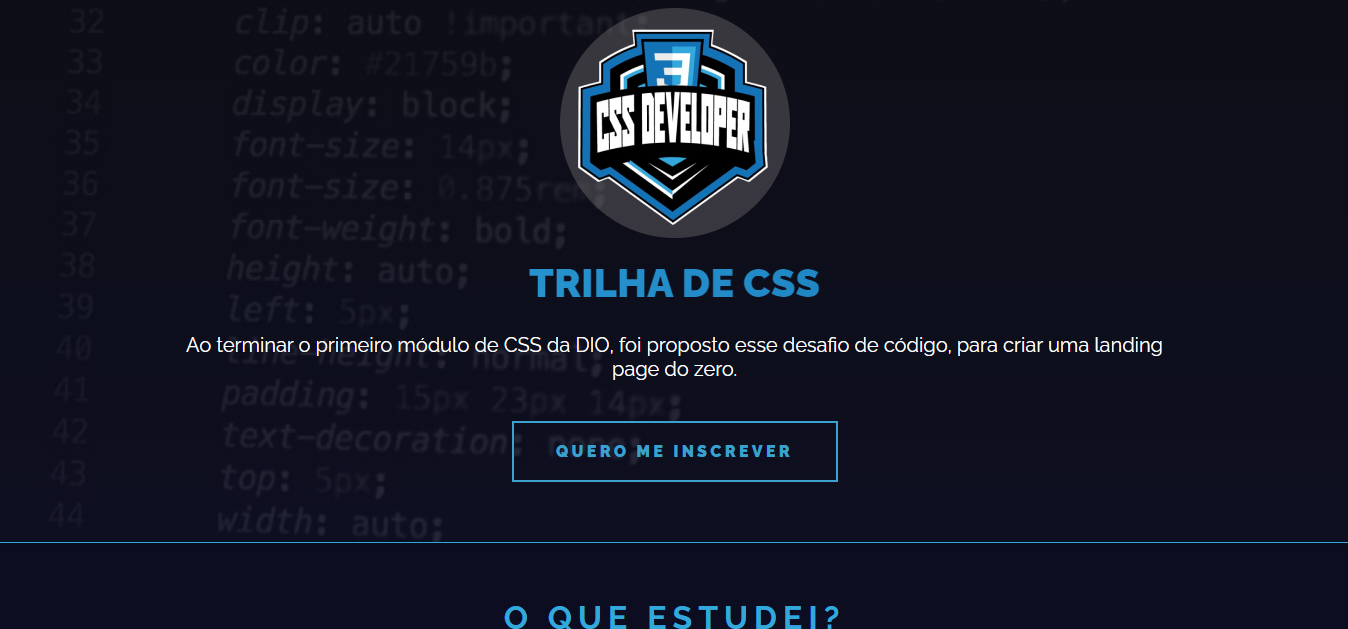 32 clip: auto !important;
33 color: #21759b;
34 display: block;
35 font-size: 14px;
36 font-size: 0.875rem;
37 font-weight: bold;
38 height: auto;
39 left: 5px;
40 line-height: normal;
41 padding: 15px 23px 14px;
42 text-decoration: none;
43 top: 5px;
44 width: auto;
3
CSS DEVELOPER
TRILHA DE CSS
Ao terminar o primeiro módulo de CSS da DIO, foi proposto esse desafio de código, para criar uma landing
page do zero.
QUERO ME INSCREVER
O QUE ESTUDEI?